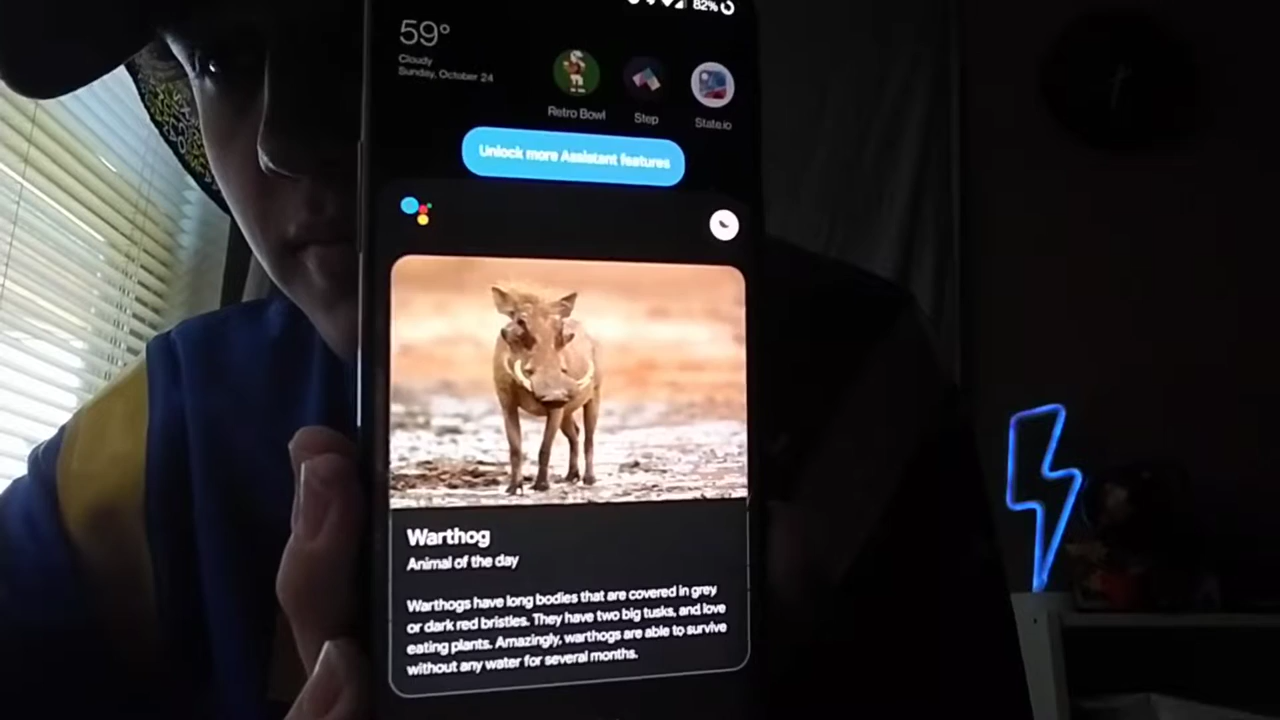 82%
59°
Cloudy
Sunday, October 24
Retro Bowl
Step
State.io
Unlock more Assistant features
Warthog
Animal of the day
Warthogs have long bodies that are covered in grey
or dark red bristles. They have two big tusks, and love
eating plants. Amazingly, warthogs are able to survive
without any water for several months.